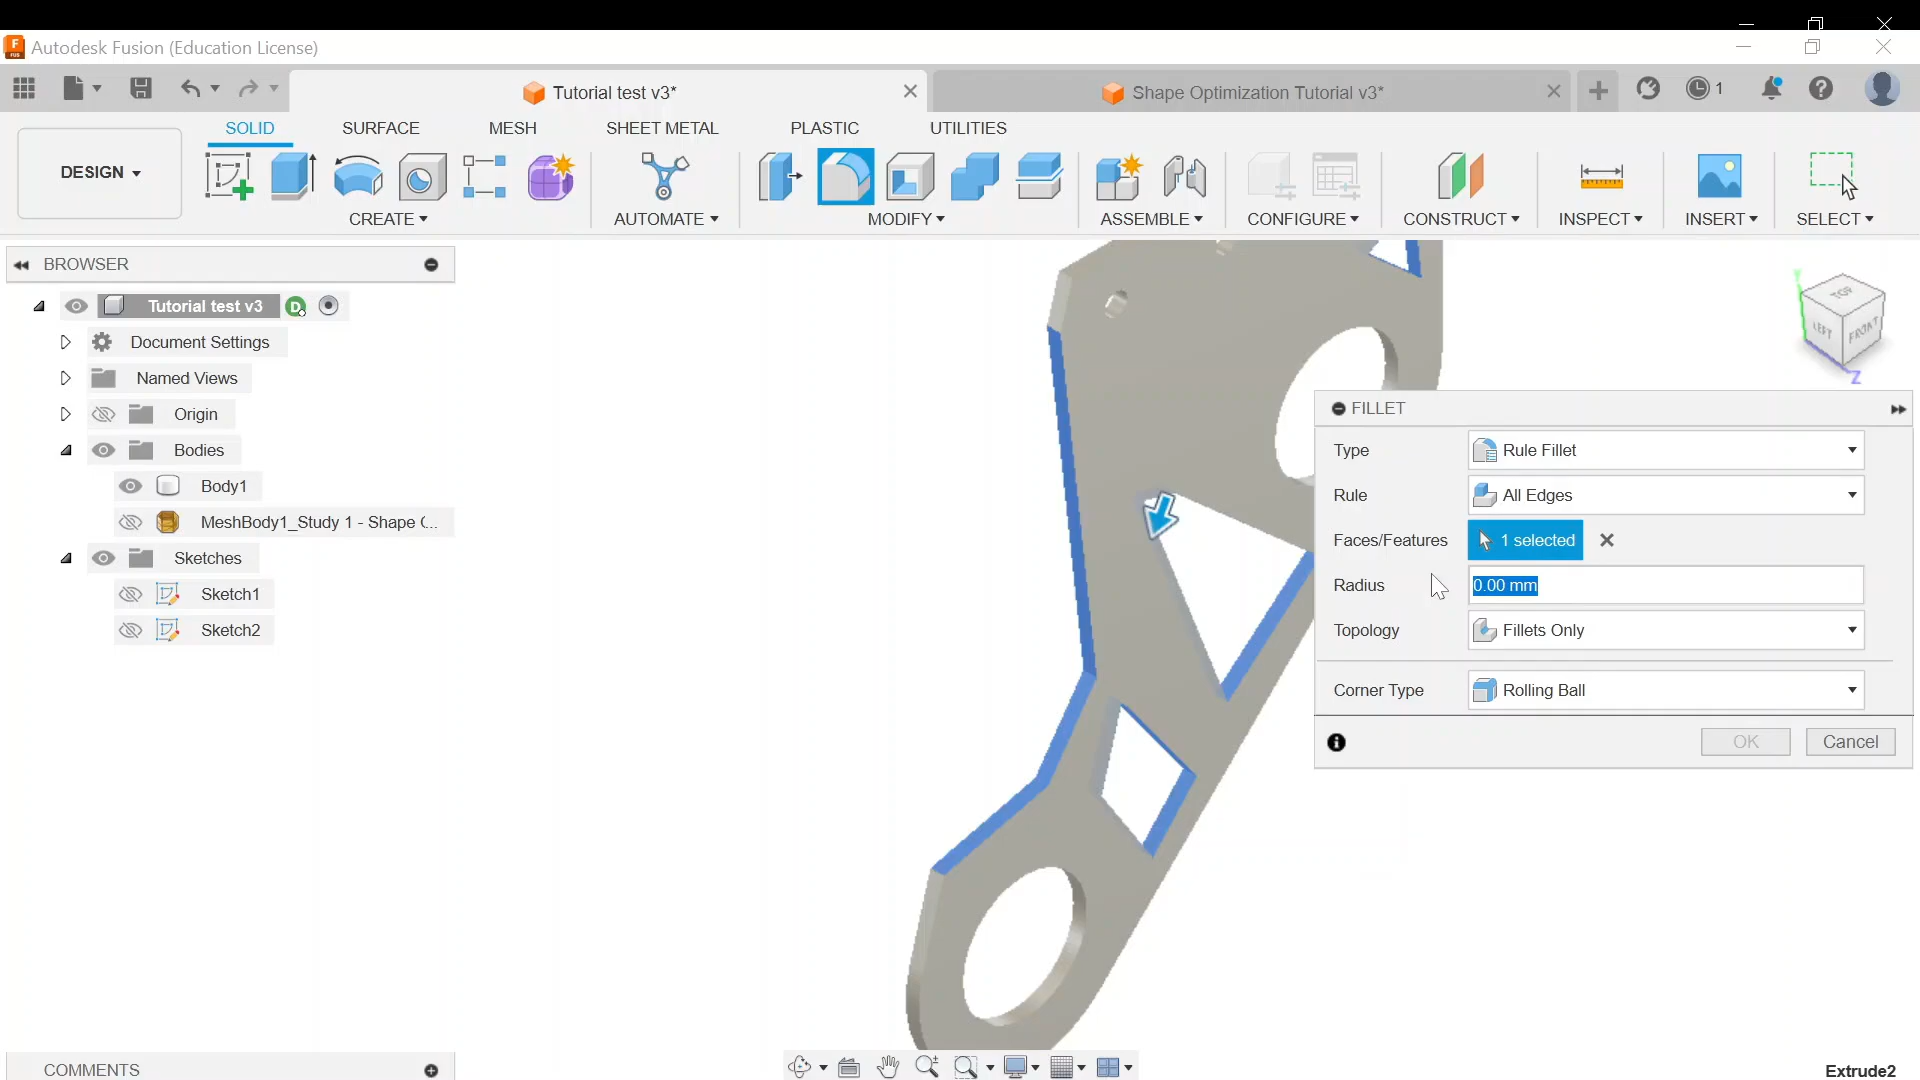 Autodesk Fusion (Education License)
Tutorial test v3*
Shape Optimization Tutorial v3*
1
SOLID
SURFACE
MESH
SHEET METAL
PLASTIC
UTILITIES
DESIGN
CREATE
AUTOMATE
MODIFY
ASSEMBLE
CONFIGURE
CONSTRUCT
INSPECT
INSERT
SELECT
BROWSER
Tutorial test v3
Document Settings
Named Views
Origin
Bodies
Body1
MeshBody1_Study 1 - Shape (...
Sketches
Sketch1
Sketch2
Y
TOP
LEFT
FRONT
Z
FILLET
Type
Rule Fillet
Rule
All Edges
Faces/Features
1 selected
Radius
0.00 mm
Topology
Fillets Only
Corner Type
Rolling Ball
OK
Cancel
COMMENTS
Extrude2